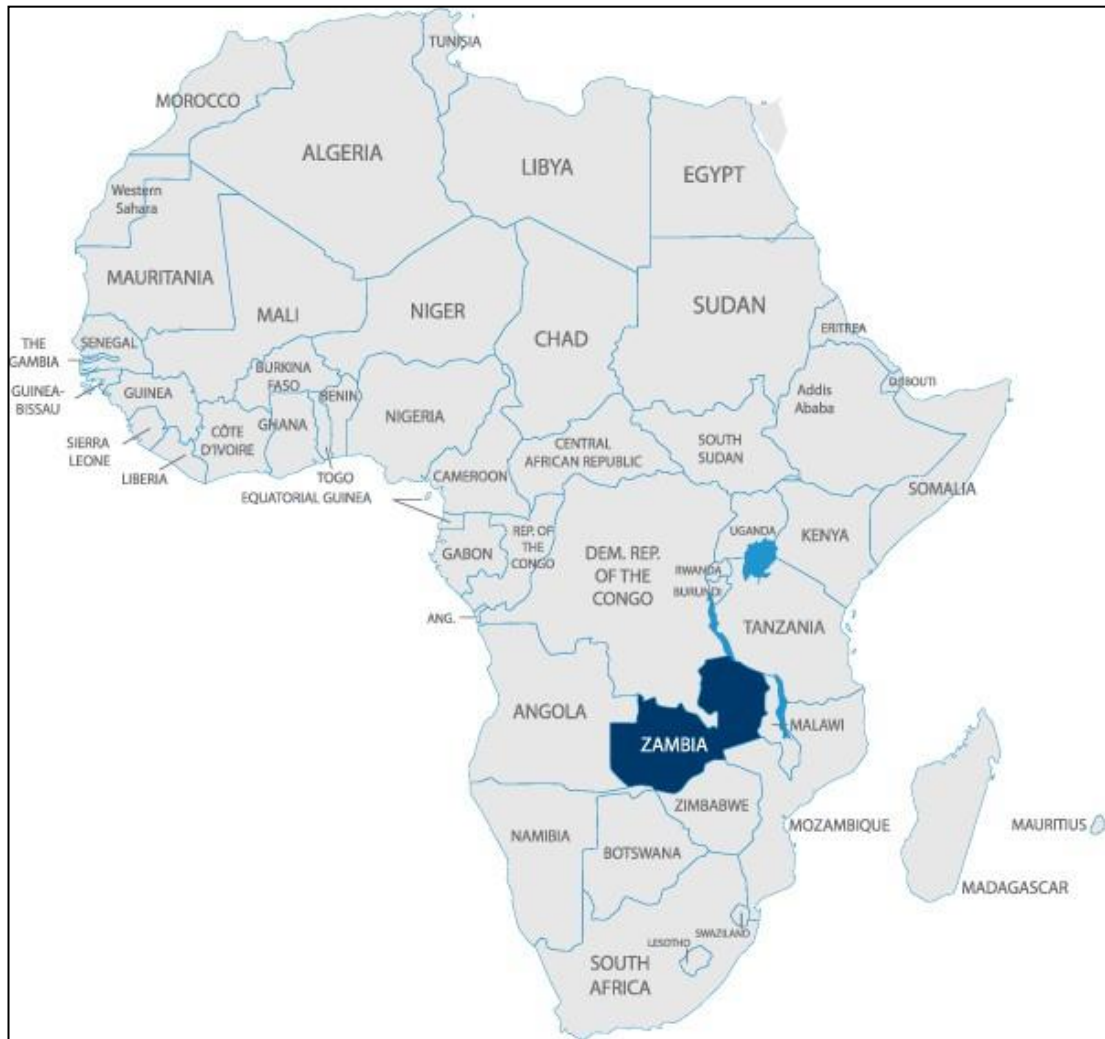 TUNISIA
MOROCCO
ALGERIA
LIBYA
EGYPT
Western
Sahara
MAURITANIA
MALI
NIGER
CHAD
SUDAN
ERITREA
THE
GAMBIA
SENEGAL
GUINEA-
BISSAU
GUINEA
BURKINA
FASO
BENIN
NIGERIA
DJIBOUTI
Addis
Ababa
SIERRA
LEONE
LIBERIA
CÔTE
D'IVOIRE
GHANA
TOGO
CENTRAL
AFRICAN REPUBLIC
SOUTH
SUDAN
CAMEROON
EQUATORIAL GUINEA
SOMALIA
GABON
REP. OF
THE
CONGO
DEM. REP.
OF THE
CONGO
UGANDA
KENYA
RWANDA
BURUNDI
ANG.
TANZANIA
ANGOLA
ZAMBIA
MALAWI
ZIMBABWE
NAMIBIA
BOTSWANA
MOZAMBIQUE
MAURITIUS
MADAGASCAR
SWAZILAND
LESOTHO
SOUTH
AFRICA